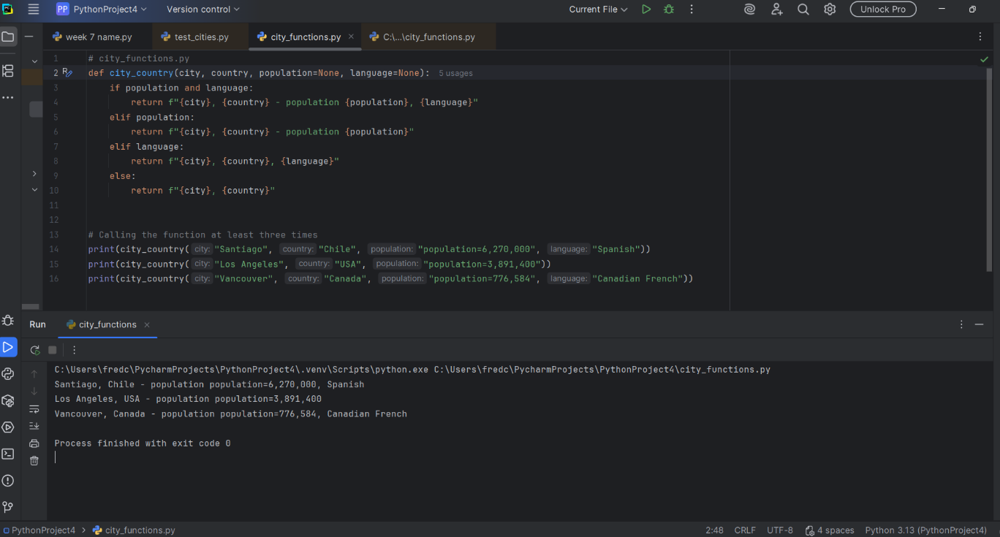 PP PythonProject4 Version control Current File Unlock Pro
week 7 name.py test_cities.py city_functions.py C:\...\city_functions.py
1 # city_functions.py
2 def city_country(city, country, population=None, language=None): 5 usages
3 if population and language:
4 return f"{city}, {country} - population {population}, {language}"
5 elif population:
6 return f"{city}, {country} - population {population}"
7 elif language:
8 return f"{city}, {country}, {language}"
9 else:
10 return f"{city}, {country}"
11
12
13 # Calling the function at least three times
14 print(city_country( city: "Santiago", country: "Chile", population: "population=6,270,000", language: "Spanish"))
15 print(city_country( city: "Los Angeles", country: "USA", population: "population=3,891,400"))
16 print(city_country( city: "Vancouver", country: "Canada", population: "population=776,584", language: "Canadian French"))
Run city_functions
C:\Users\fredc\PycharmProjects\PythonProject4\.venv\Scripts\python.exe C:\Users\fredc\PycharmProjects\PythonProject4\city_functions.py
Santiago, Chile - population population=6,270,000, Spanish
Los Angeles, USA - population population=3,891,400
Vancouver, Canada - population population=776,584, Canadian French
Process finished with exit code 0
PythonProject4 > city_functions.py 2:48 CRLF UTF-8 4 spaces Python 3.13 (PythonProject4)